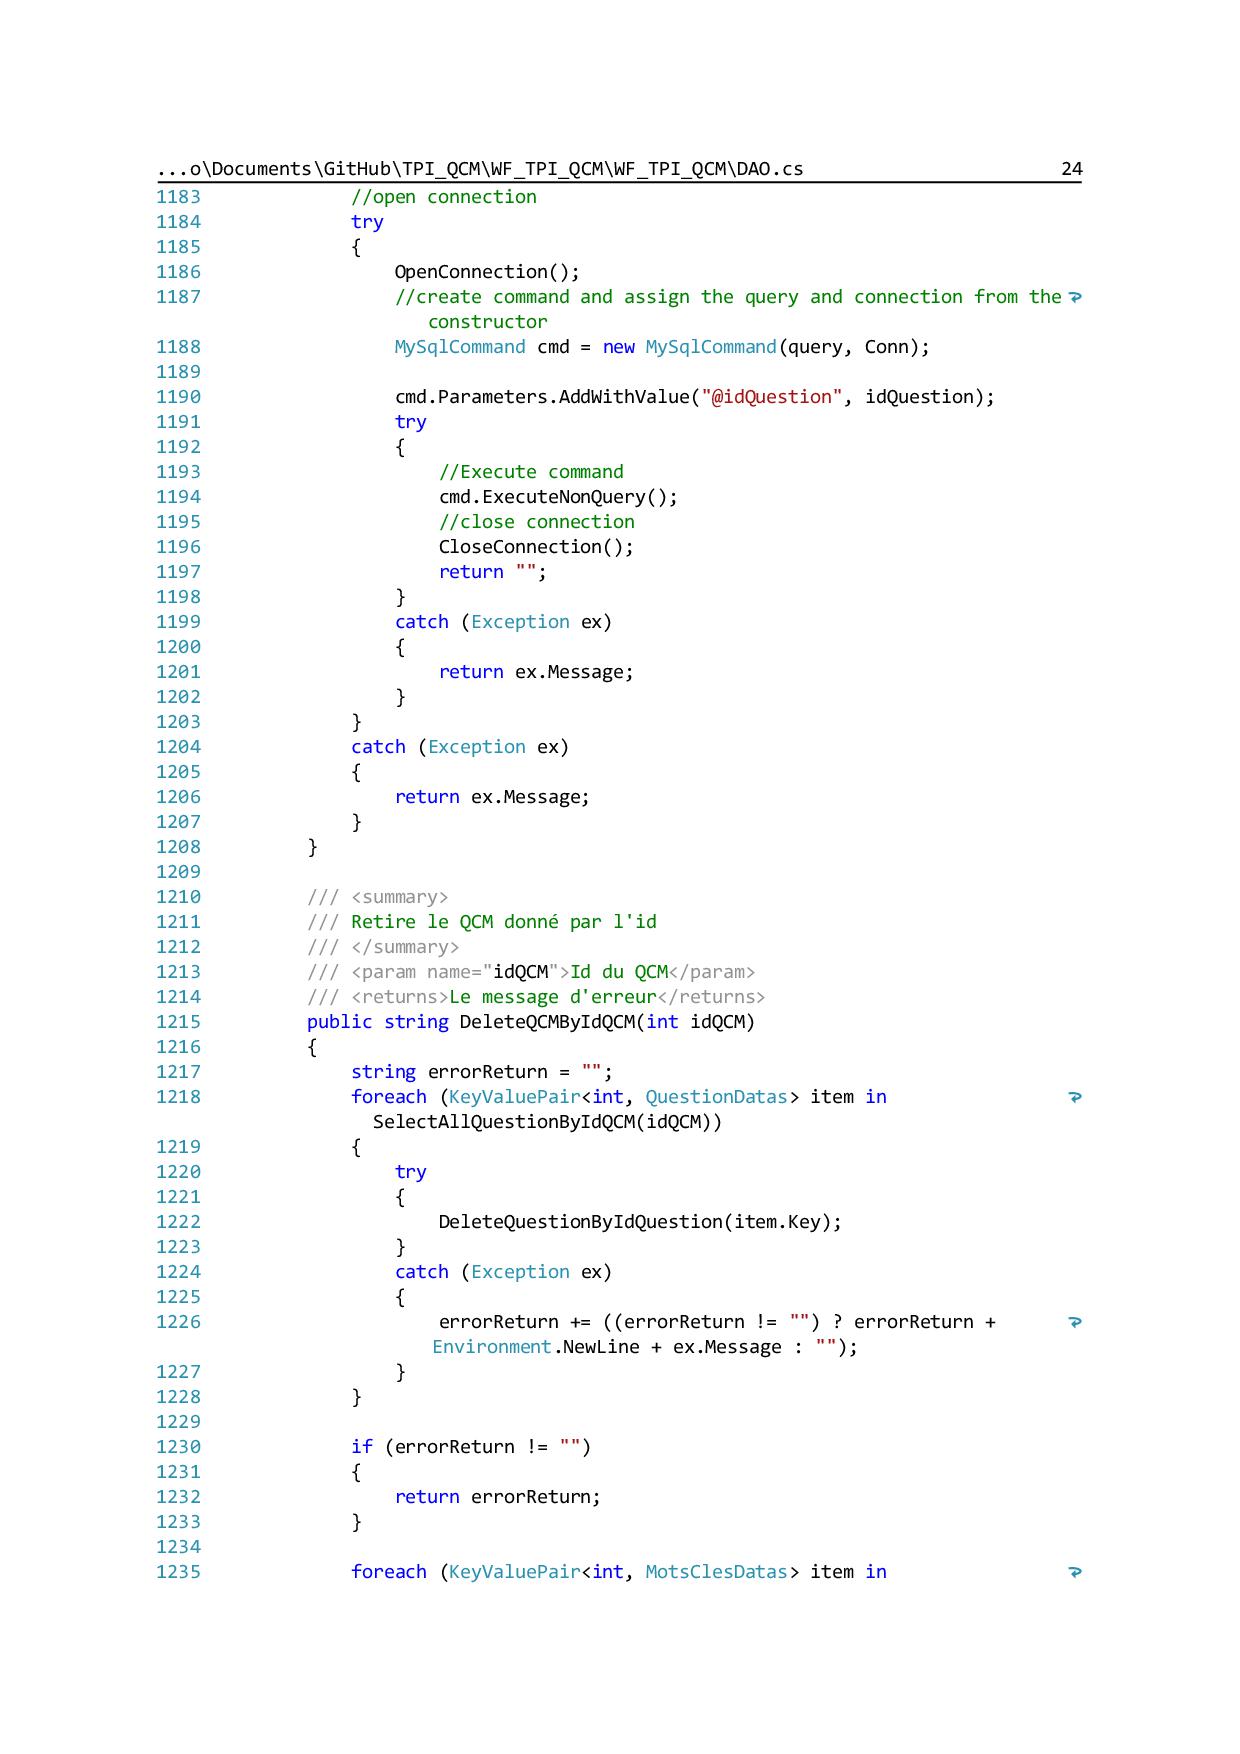 ...o\Documents\GitHub\TPI_QCM\WF_TPI_QCM\WF_TPI_QCM\DAO.cs 24
1183 //open connection
1184 try
1185 {
1186 OpenConnection();
1187 //create command and assign the query and connection from the
constructor
1188 MySqlCommand cmd = new MySqlCommand(query, Conn);
1189
1190 cmd.Parameters.AddWithValue("@idQuestion", idQuestion);
1191 try
1192 {
1193 //Execute command
1194 cmd.ExecuteNonQuery();
1195 //close connection
1196 CloseConnection();
1197 return "";
1198 }
1199 catch (Exception ex)
1200 {
1201 return ex.Message;
1202 }
1203 }
1204 catch (Exception ex)
1205 {
1206 return ex.Message;
1207 }
1208 }
1209
1210 /// <summary>
1211 /// Retire le QCM donné par l'id
1212 /// </summary>
1213 /// <param name="idQCM">Id du QCM</param>
1214 /// <returns>Le message d'erreur</returns>
1215 public string DeleteQCMByIdQCM(int idQCM)
1216 {
1217 string errorReturn = "";
1218 foreach (KeyValuePair<int, QuestionDatas> item in
SelectAllQuestionByIdQCM(idQCM))
1219 {
1220 try
1221 {
1222 DeleteQuestionByIdQuestion(item.Key);
1223 }
1224 catch (Exception ex)
1225 {
1226 errorReturn += ((errorReturn != "") ? errorReturn +
Environment.NewLine + ex.Message : "");
1227 }
1228 }
1229
1230 if (errorReturn != "")
1231 {
1232 return errorReturn;
1233 }
1234
1235 foreach (KeyValuePair<int, MotsClesDatas> item in